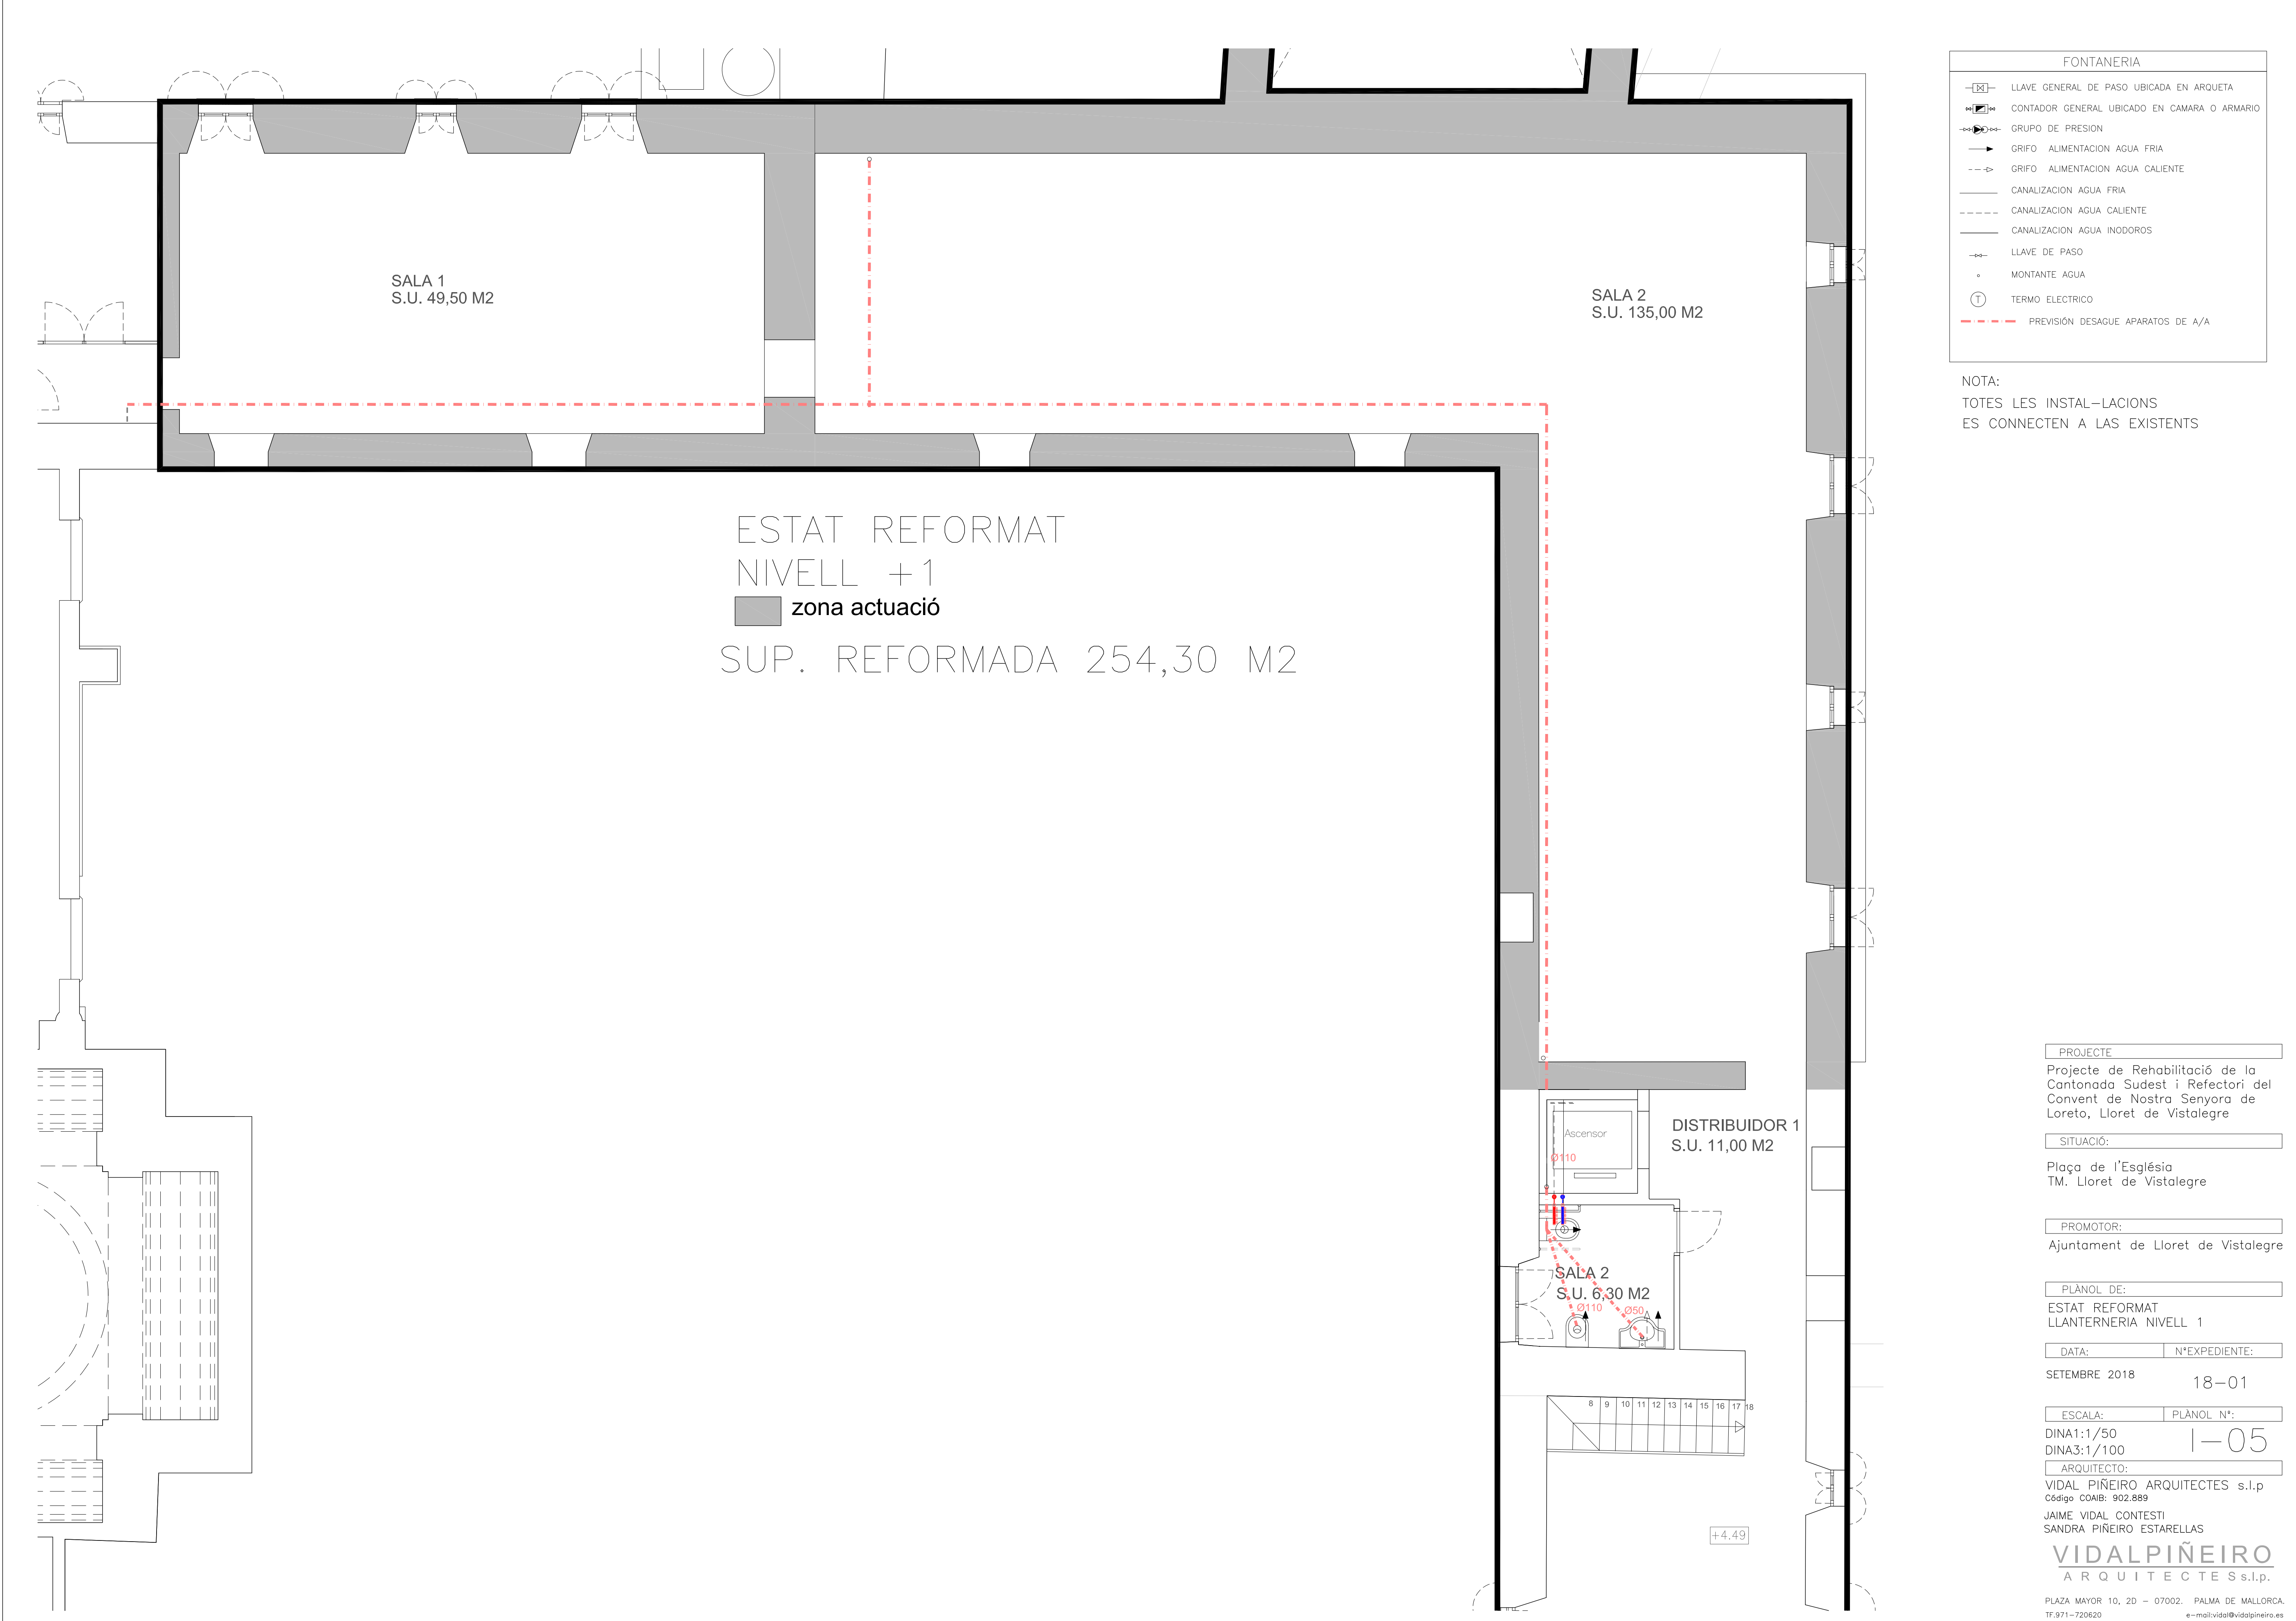 FONTANERIA
LLAVE GENERAL DE PASO UBICADA EN ARQUETA
CONTADOR GENERAL UBICADO EN CAMARA O ARMARIO
GRUPO DE PRESION
GRIFO ALIMENTACION AGUA FRIA
GRIFO ALIMENTACION AGUA CALIENTE
CANALIZACION AGUA FRIA
CANALIZACION AGUA CALIENTE
CANALIZACION AGUA INODOROS
LLAVE DE PASO
MONTANTE AGUA
T
TERMO ELECTRICO
PREVISIÓN DESAGUE APARATOS DE A/A
NOTA:
TOTES LES INSTAL-LACIONS
ES CONNECTEN A LAS EXISTENTS
SALA 1
S.U. 49,50 M2
SALA 2
S.U. 135,00 M2
ESTAT REFORMAT
NIVELL +1
zona actuació
SUP. REFORMADA 254,30 M2
Ascensor
Ø110
DISTRIBUIDOR 1
S.U. 11,00 M2
SALA 2
S.U. 6,30 M2
Ø110
Ø50
8 9 10 11 12 13 14 15 16 17 18
+4.49
PROJECTE
Projecte de Rehabilitació de la
Cantonada Sudest i Refectori del
Convent de Nostra Senyora de
Loreto, Lloret de Vistalegre
SITUACIÓ:
Plaça de l'Església
TM. Lloret de Vistalegre
PROMOTOR:
Ajuntament de Lloret de Vistalegre
PLÀNOL DE:
ESTAT REFORMAT
LLANTERNERIA NIVELL 1
DATA:
N°EXPEDIENTE:
SETEMBRE 2018
18-01
ESCALA:
PLÀNOL N°:
DINA1:1/50
DINA3:1/100
I-05
ARQUITECTO:
VIDAL PIÑEIRO ARQUITECTES s.l.p
Código COAIB: 902.889
JAIME VIDAL CONTESTI
SANDRA PIÑEIRO ESTARELLAS
VIDALPIÑEIRO
ARQUITECTES s.l.p.
PLAZA MAYOR 10, 2D - 07002. PALMA DE MALLORCA.
TF.971-720620 e-mail:vidal@vidalpineiro.es